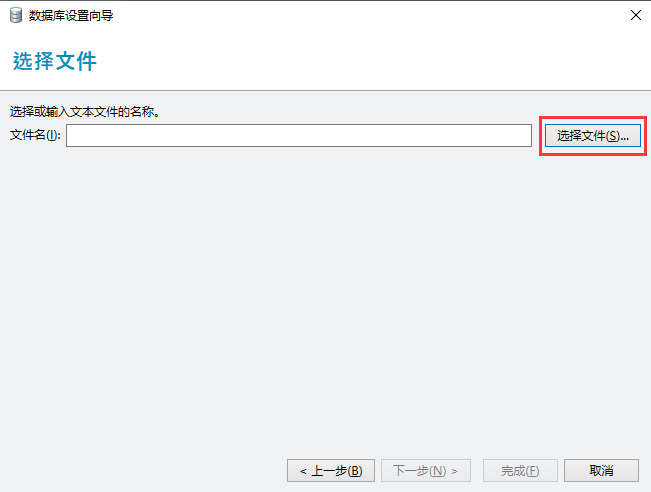 数据库设置向导
选择文件
选择或输入文本文件的名称。
文件名(I): 选择文件(S)...
< 上一步(B) 下一步(N) > 完成(F) 取消